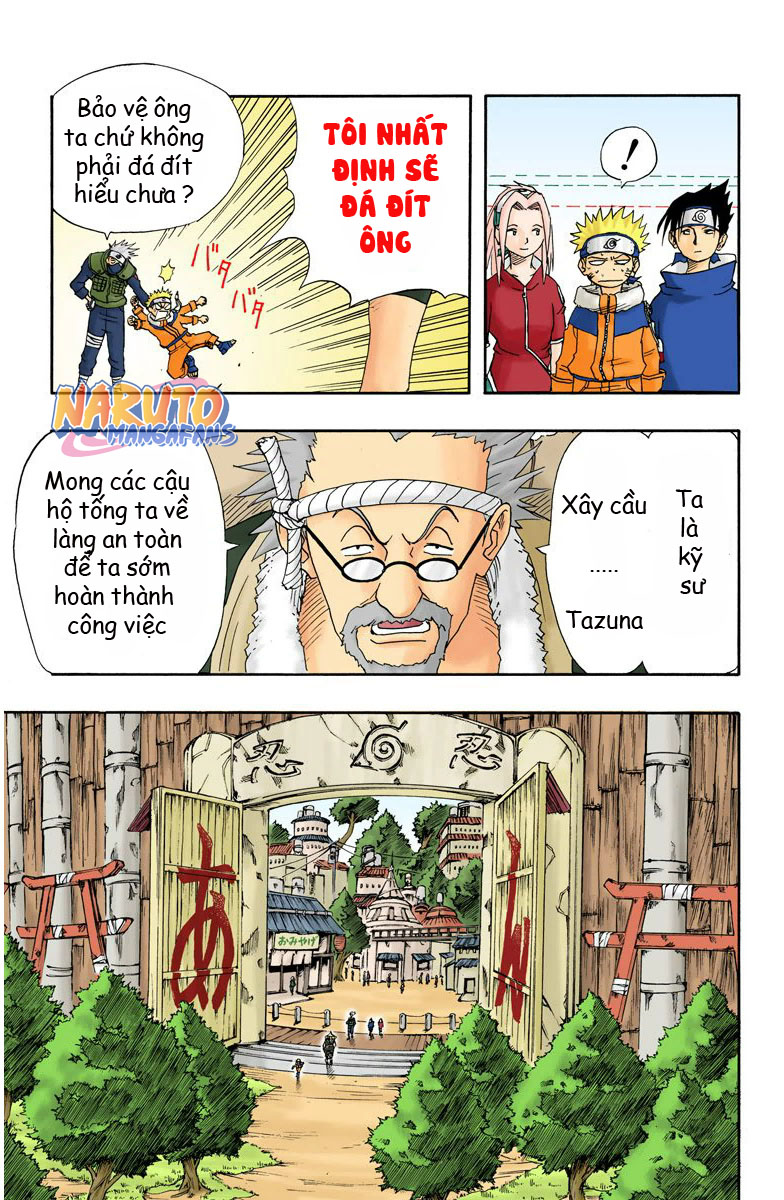 !
TÔI NHẤT
ĐỊNH SẼ
ĐÁ ĐÍT
ÔNG
Bảo vệ ông
ta chứ không
phải đá đít
hiểu chưa ?
バタ
バタ
NARUTO
MANGAFANS
Ta
là
kỹ
sư
Xây cầu
.....
Tazuna
Mong các cậu
hộ tống ta về
làng an toàn
để ta sớm
hoàn thành
công việc
忍
忍
あ
ん
おみやげ